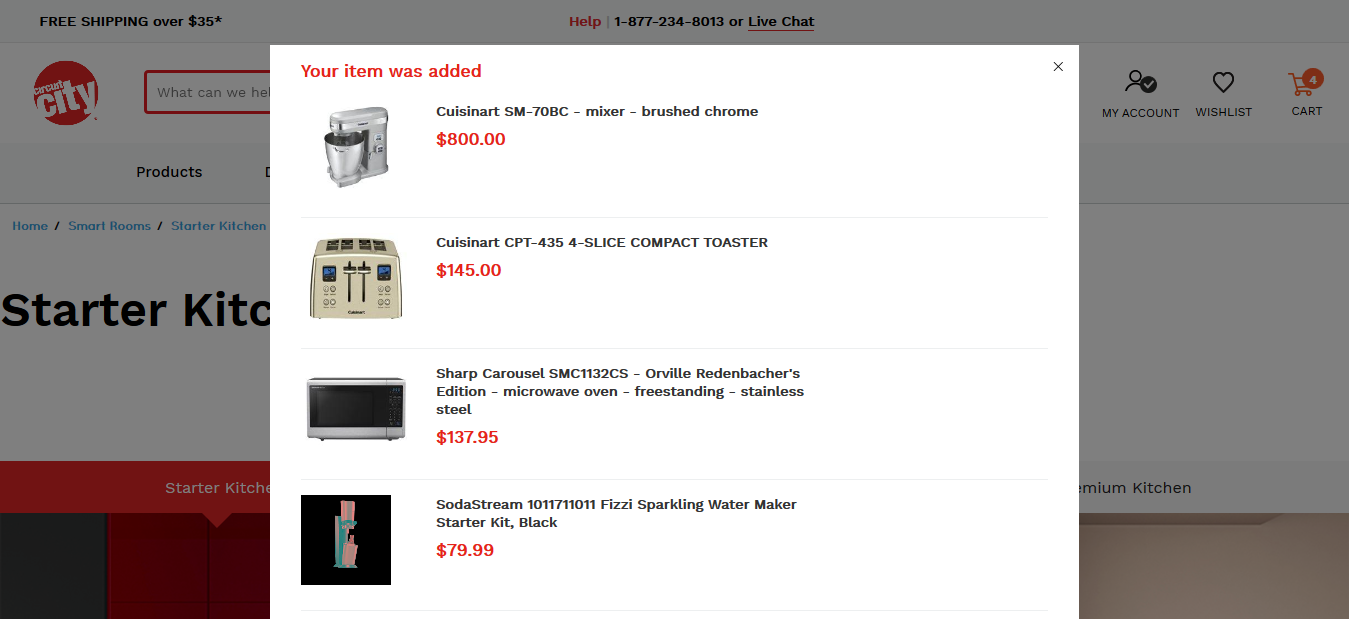 FREE SHIPPING over $35*
Help | 1-877-234-8013 or Live Chat
circuit
city
What can we hel
MY ACCOUNT
WISHLIST
4
CART
Products
Home / Smart Rooms / Starter Kitchen
Starter Kitc
Starter Kitche
emium Kitchen
Your item was added
Cuisinart SM-70BC - mixer - brushed chrome
$800.00
Cuisinart CPT-435 4-SLICE COMPACT TOASTER
$145.00
Cuisinart
Sharp Carousel SMC1132CS - Orville Redenbacher's
Edition - microwave oven - freestanding - stainless
steel
$137.95
SodaStream 1011711011 Fizzi Sparkling Water Maker
Starter Kit, Black
$79.99